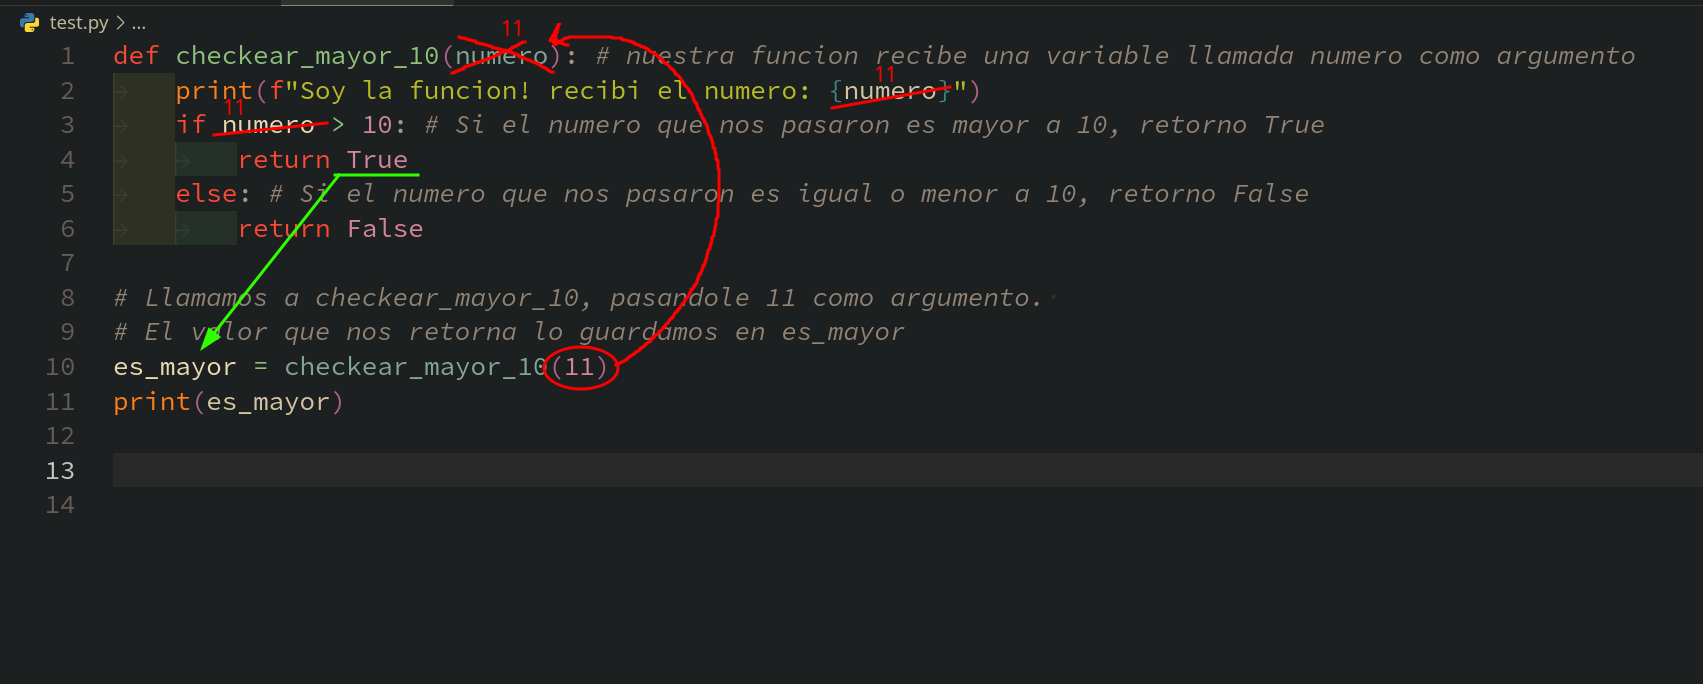 test.py > ...
11
1 def checkear_mayor_10(numero): # nuestra funcion recibe una variable llamada numero como argumento
11
2 print(f"Soy la funcion! recibi el numero: {numero}")
11
3 if numero > 10: # Si el numero que nos pasaron es mayor a 10, retorno True
4 return True
5 else: # Si el numero que nos pasaron es igual o menor a 10, retorno False
6 return False
7
8 # Llamamos a checkear_mayor_10, pasandole 11 como argumento.
9 # El valor que nos retorna lo guardamos en es_mayor
10 es_mayor = checkear_mayor_10(11)
11 print(es_mayor)
12
13
14